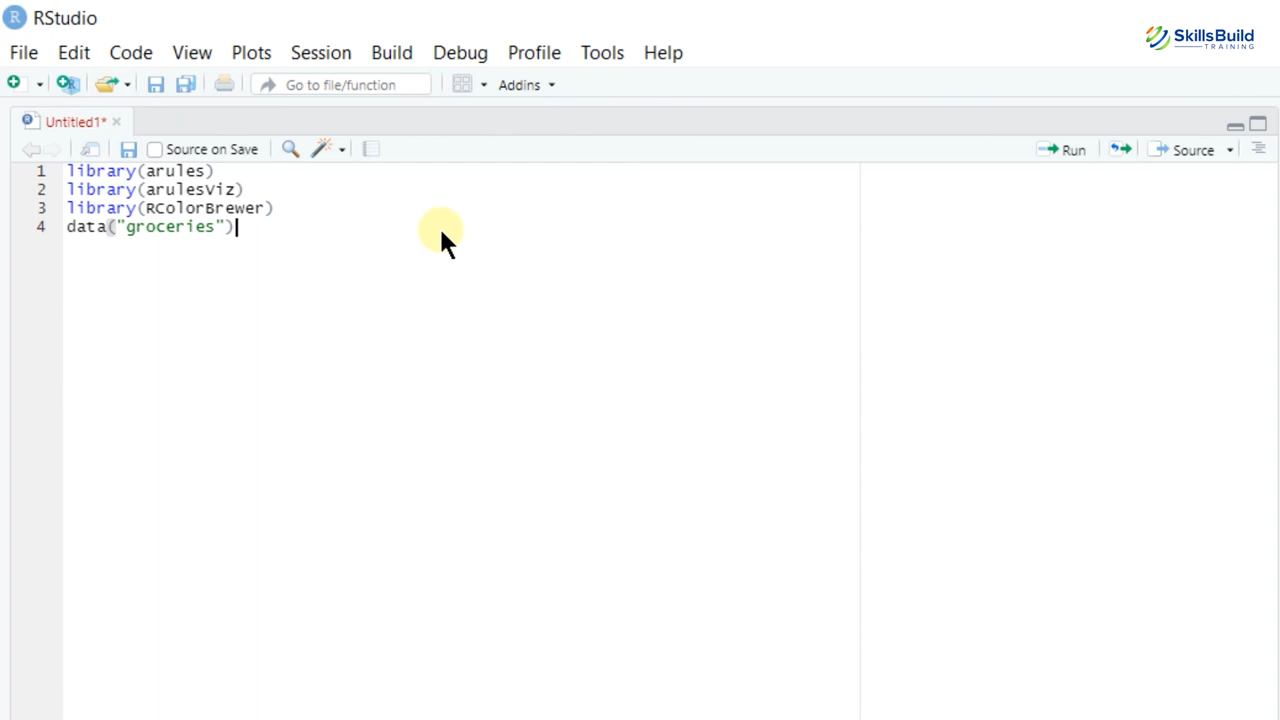 RStudio
SkillsBuild
TRAINING
File Edit Code View Plots Session Build Debug Profile Tools Help
Go to file/function Addins
Untitled1*
Source on Save Run Source
1 library(arules)
2 library(arulesViz)
3 library(RColorBrewer)
4 data("groceries")